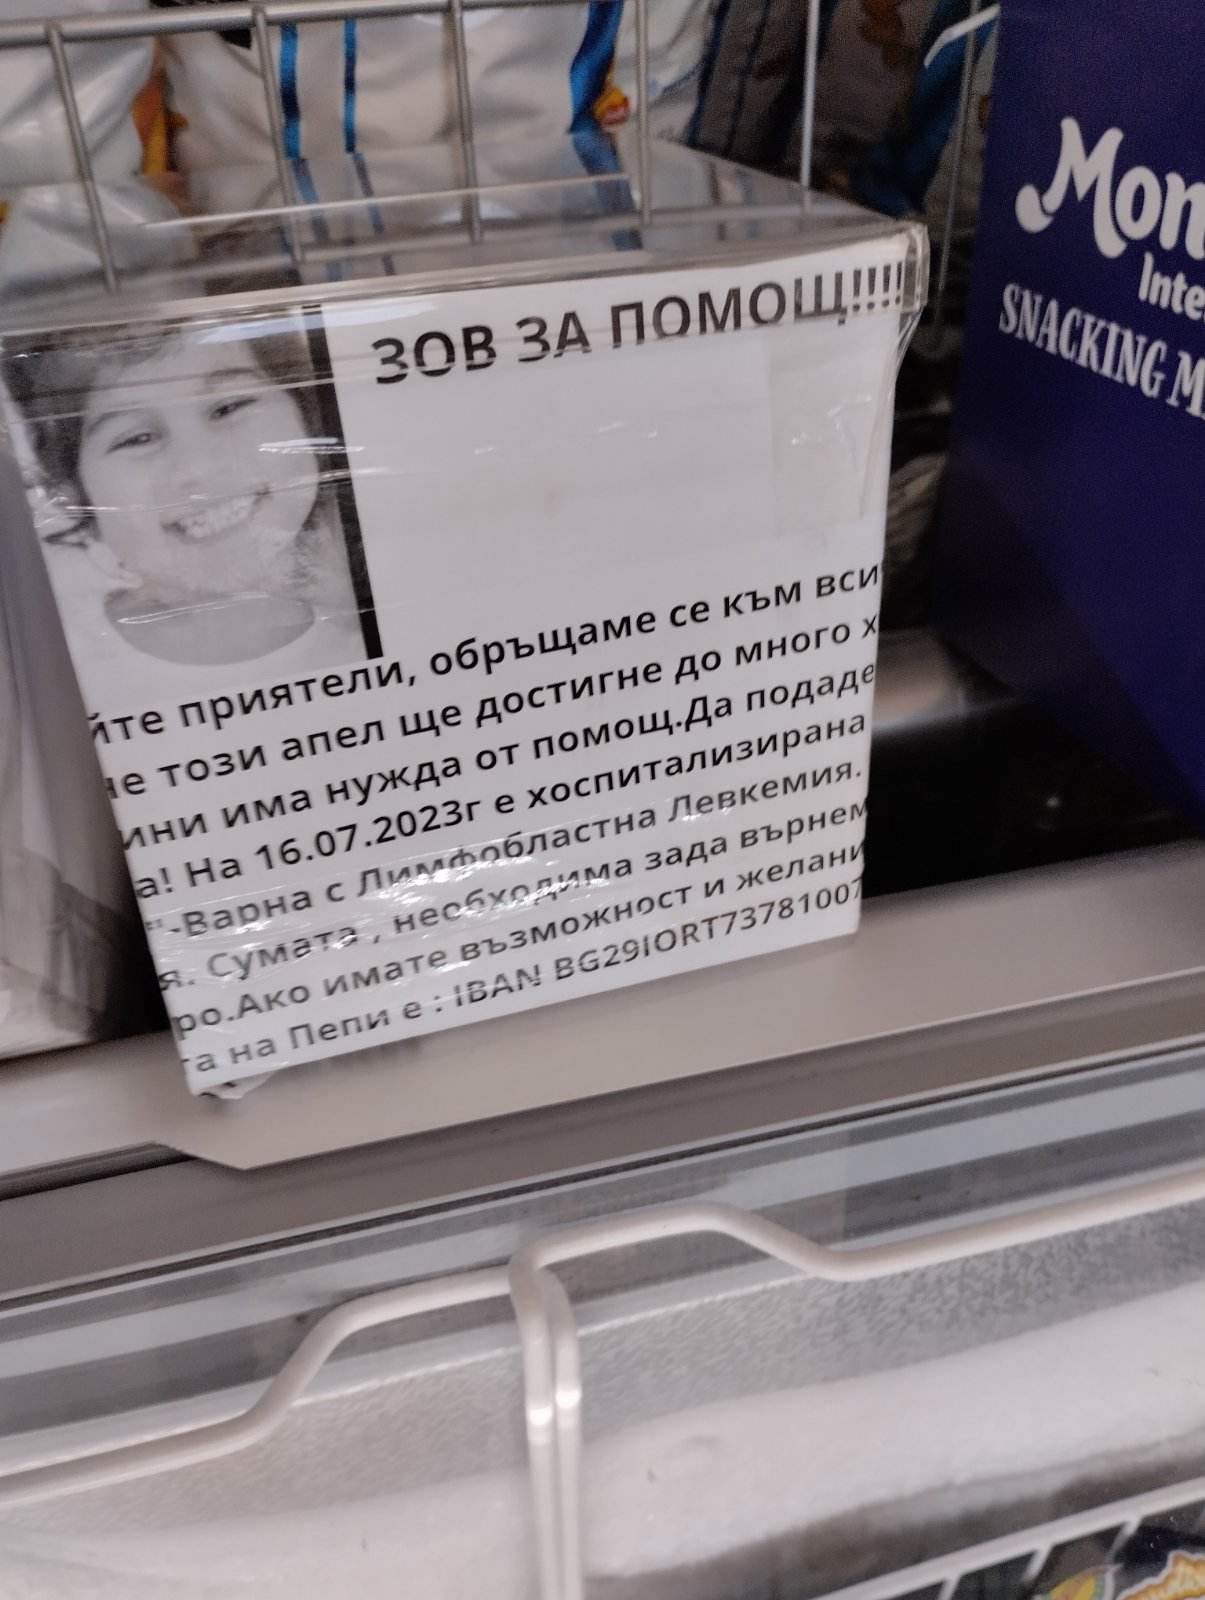 ЗОВ ЗА ПОМОЩ!!!!
йте приятели, обръщаме се към вси
не този апел ще достигне до много х
ини има нужда от помощ.Да подаде
а! На 16.07.2023г е хоспитализирана
"-Варна с Лимфобластна Левкемия.
я. Сумата , необходима зада върнем
ро.Ако имате възможност и желани
та на Пепи е : IBAN BG29IORT73781007
Mon
Inte
SNACKING M